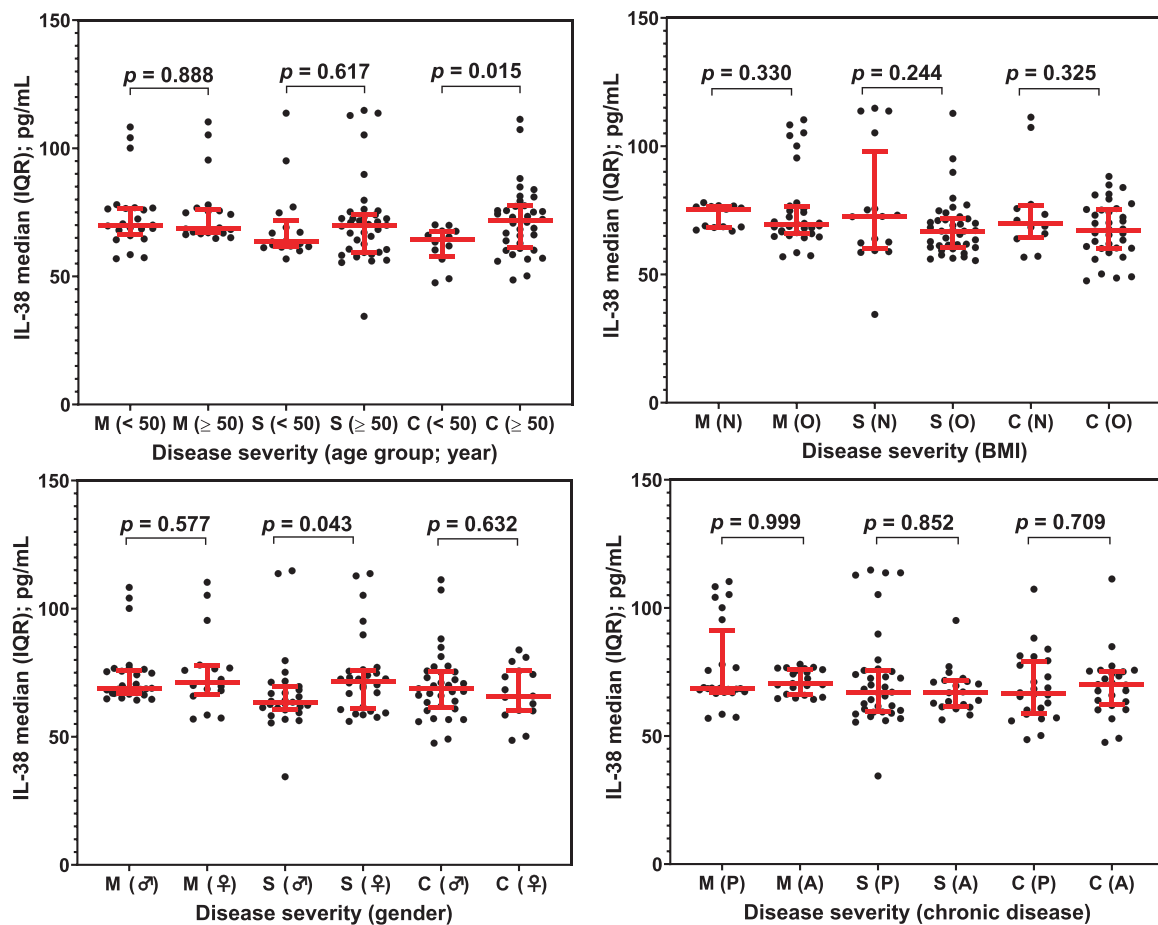 150
100
50
0
IL-38 median (IQR); pg/mL
p = 0.888
p = 0.617
p = 0.015
M (< 50) M (≥ 50) S (< 50) S (≥ 50) C (< 50) C (≥ 50)
Disease severity (age group; year)
150
100
50
0
IL-38 median (IQR); pg/mL
p = 0.330
p = 0.244
p = 0.325
M (N) M (O) S (N) S (O) C (N) C (O)
Disease severity (BMI)
150
100
50
0
IL-38 median (IQR); pg/mL
p = 0.577
p = 0.043
p = 0.632
M (♂) M (♀) S (♂) S (♀) C (♂) C (♀)
Disease severity (gender)
150
100
50
0
IL-38 median (IQR); pg/mL
p = 0.999
p = 0.852
p = 0.709
M (P) M (A) S (P) S (A) C (P) C (A)
Disease severity (chronic disease)